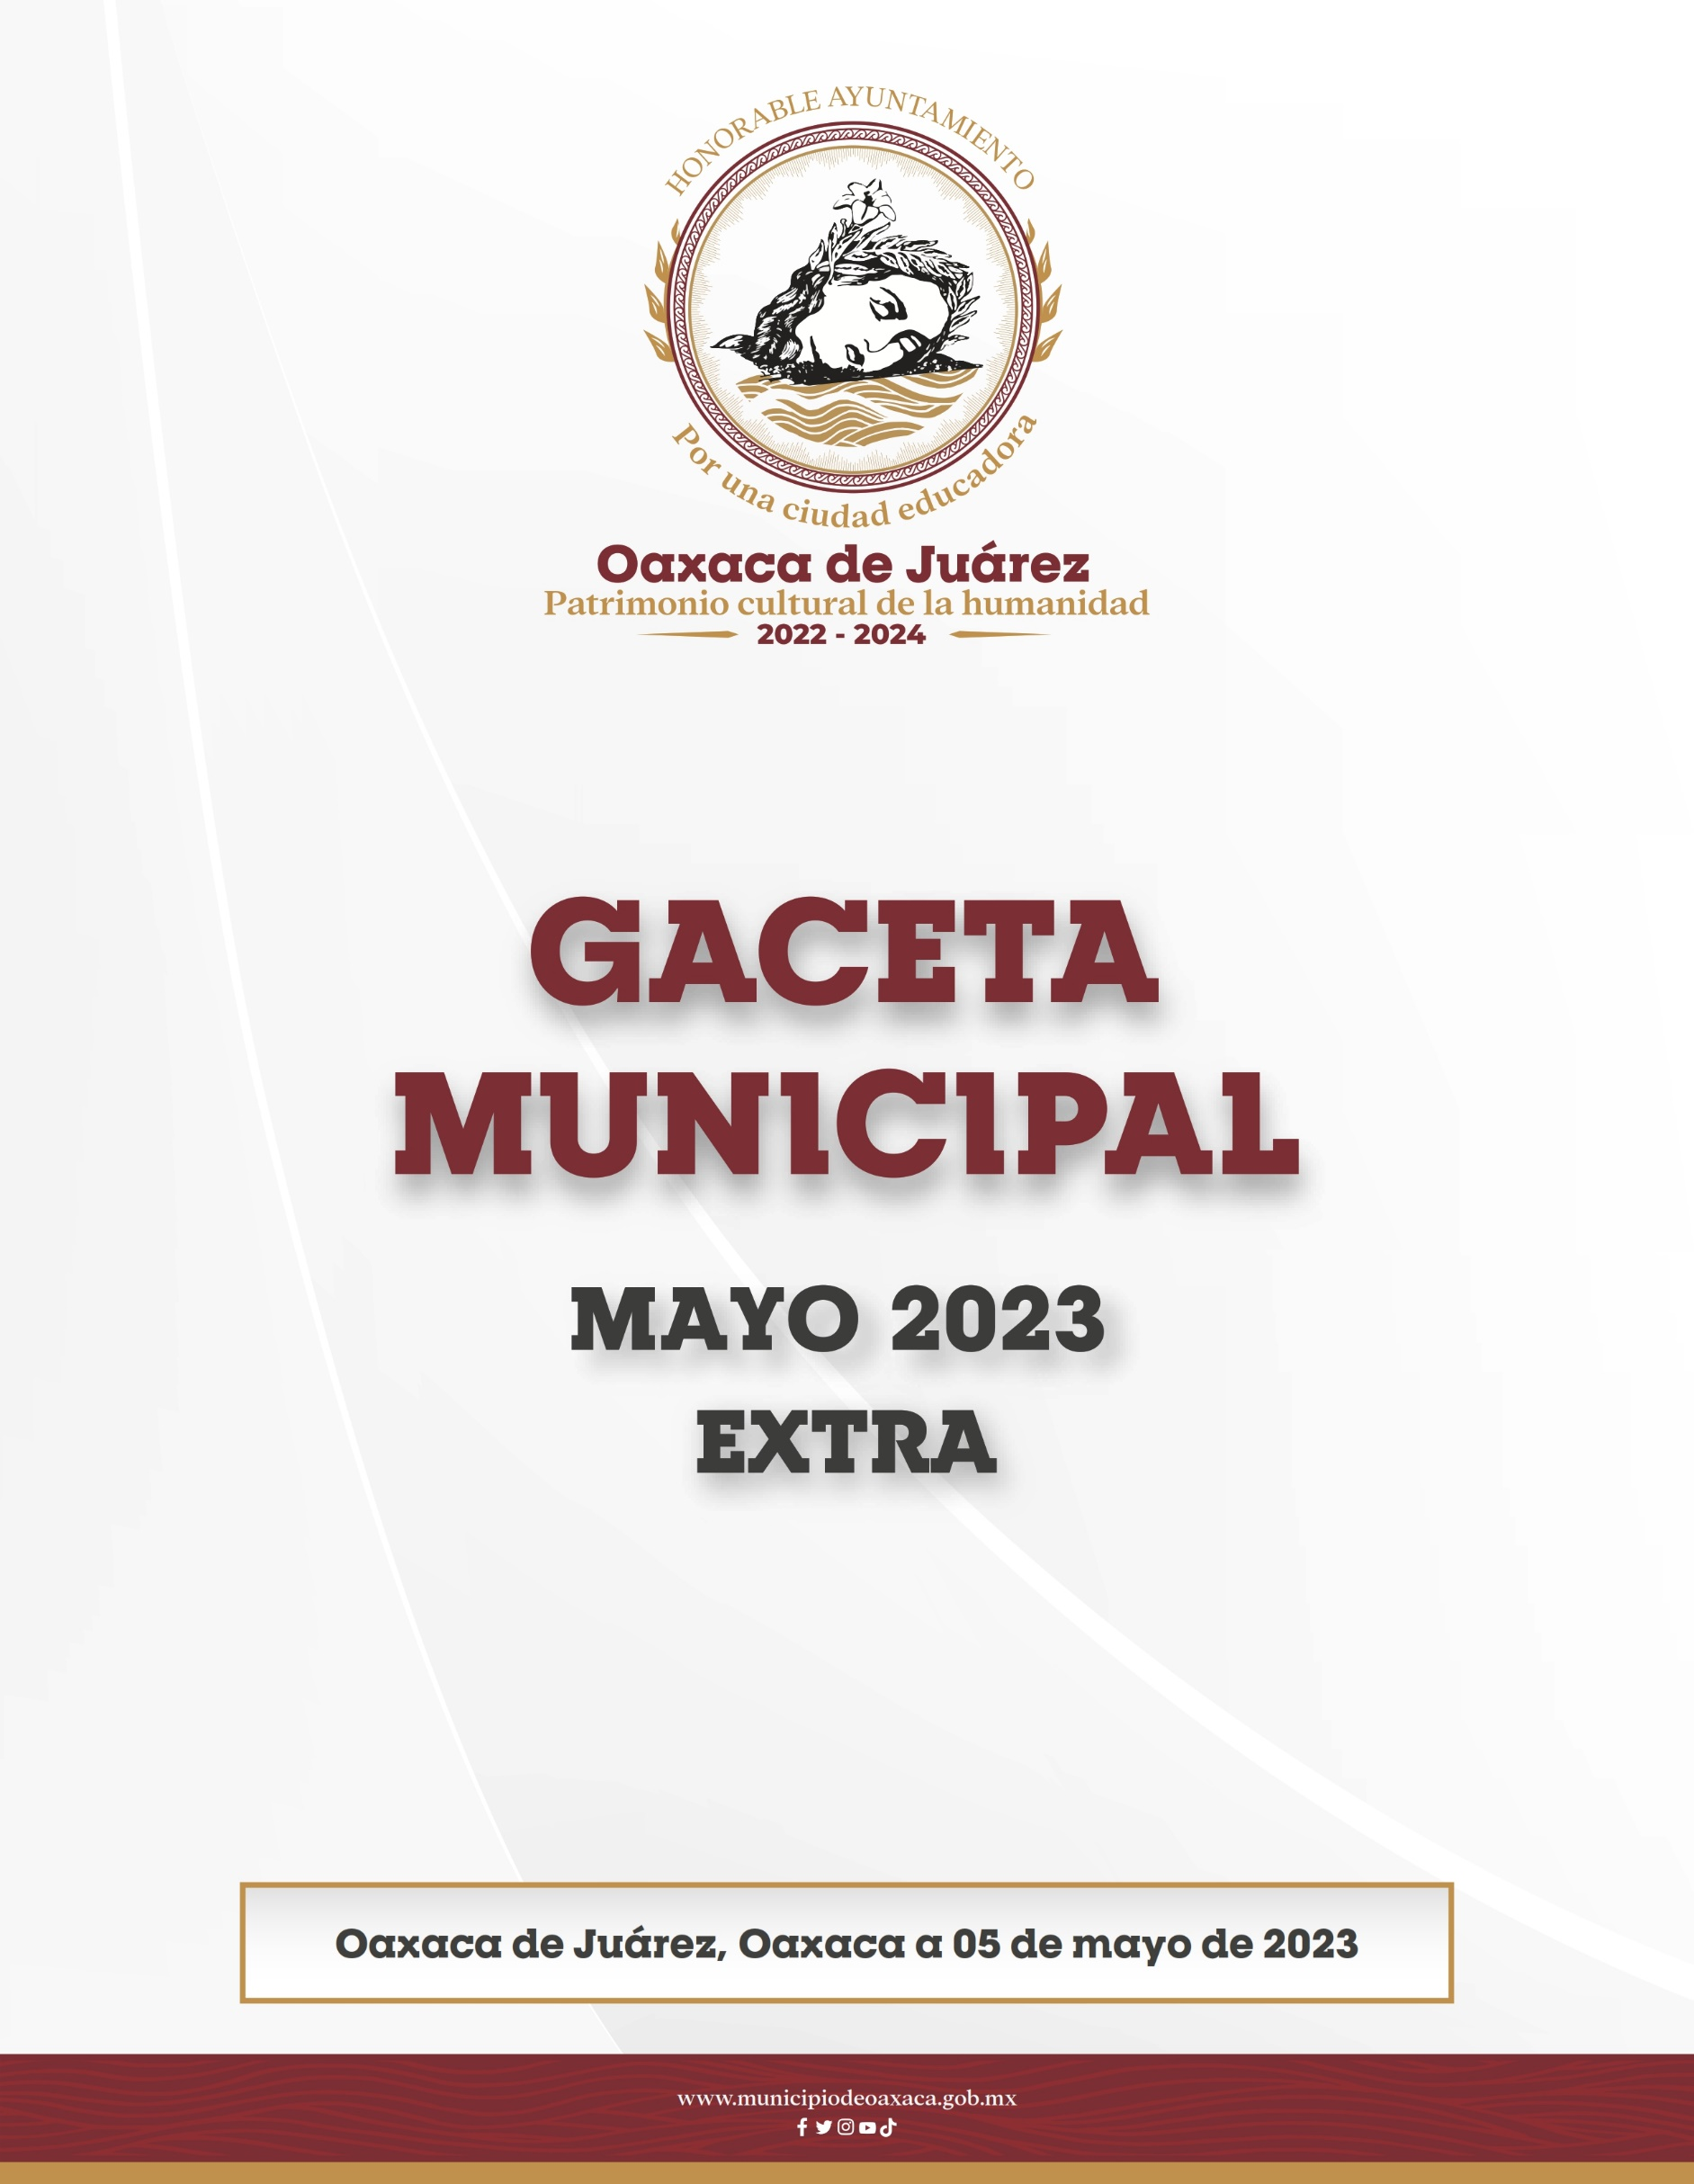 HONORABLE AYUNTAMIENTO
Por una ciudad educadora
Oaxaca de Juárez
Patrimonio cultural de la humanidad
2022 - 2024
GACETA
MUNICIPAL
MAYO 2023
EXTRA
Oaxaca de Juárez, Oaxaca a 05 de mayo de 2023
www.municipiodeoaxaca.gob.mx